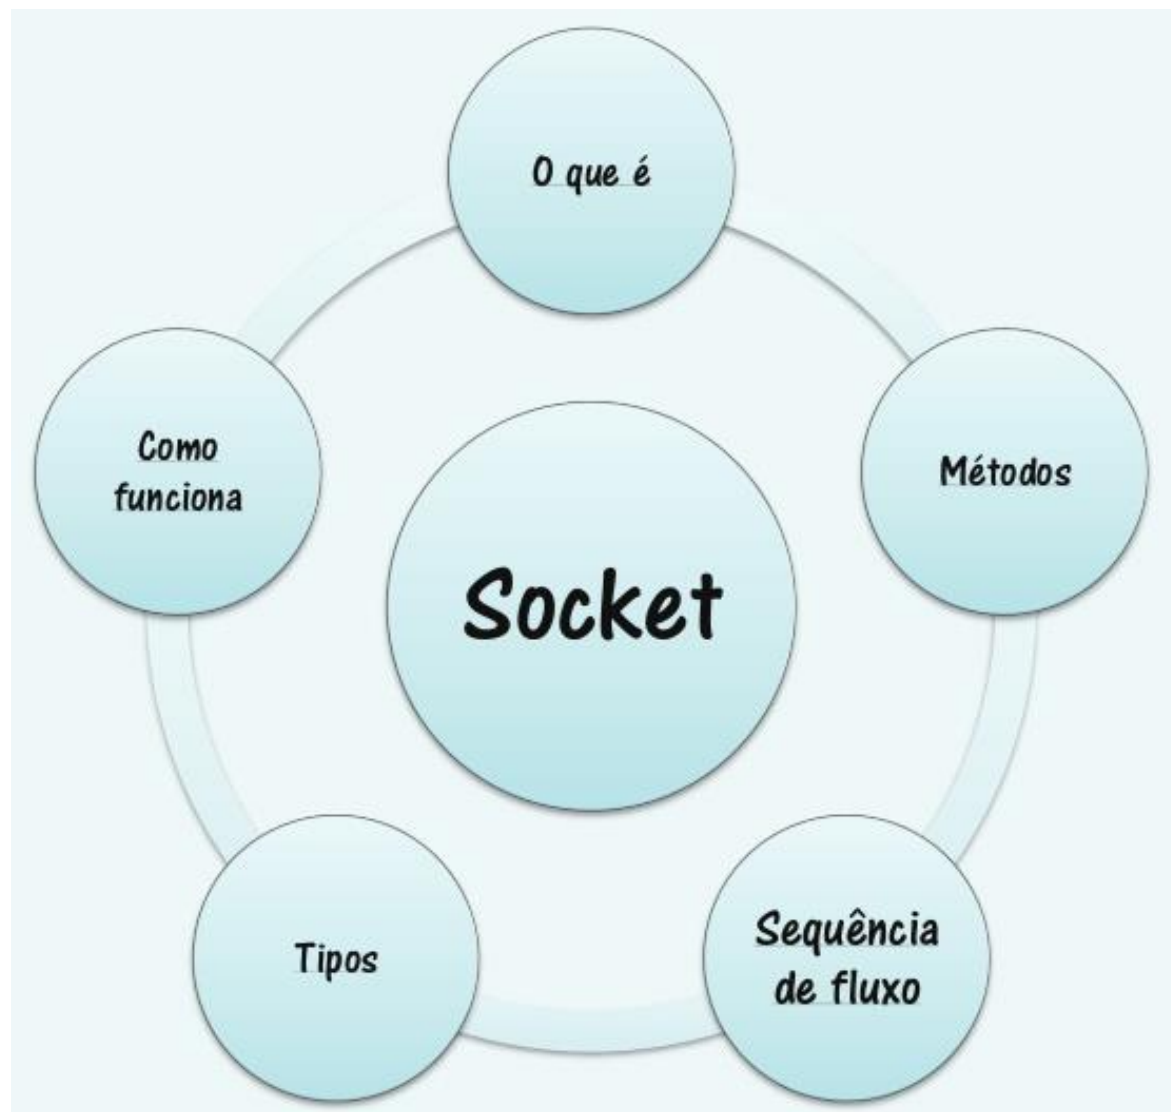 O que é
Métodos
Sequência
de fluxo
Tipos
Como
funciona
Socket